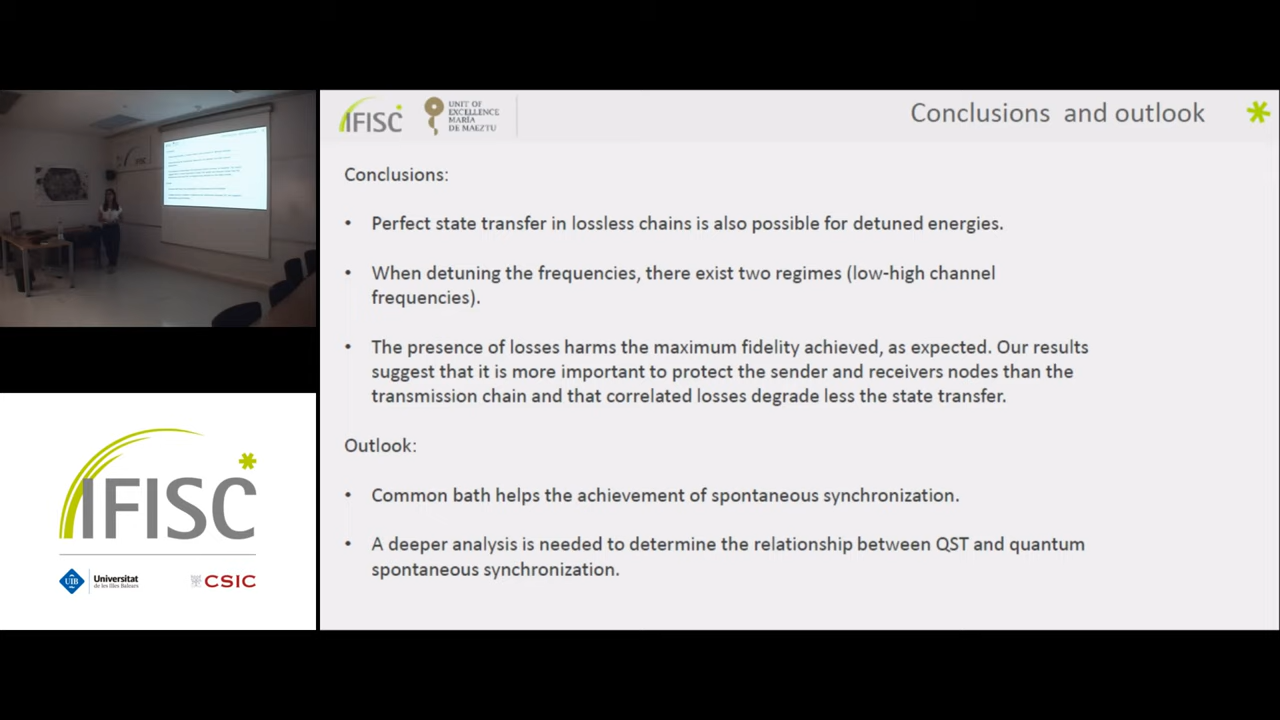 IFISC
UNIT OF
EXCELLENCE
MARÍA
DE MAEZTU
Conclusions and outlook
Conclusions:
• Perfect state transfer in lossless chains is also possible for detuned energies.
• When detuning the frequencies, there exist two regimes (low-high channel
frequencies).
• The presence of losses harms the maximum fidelity achieved, as expected. Our results
suggest that it is more important to protect the sender and receivers nodes than the
transmission chain and that correlated losses degrade less the state transfer.
Outlook:
• Common bath helps the achievement of spontaneous synchronization.
• A deeper analysis is needed to determine the relationship between QST and quantum
spontaneous synchronization.
IFISC
UIB
Universitat
de les Illes Balears
CSIC